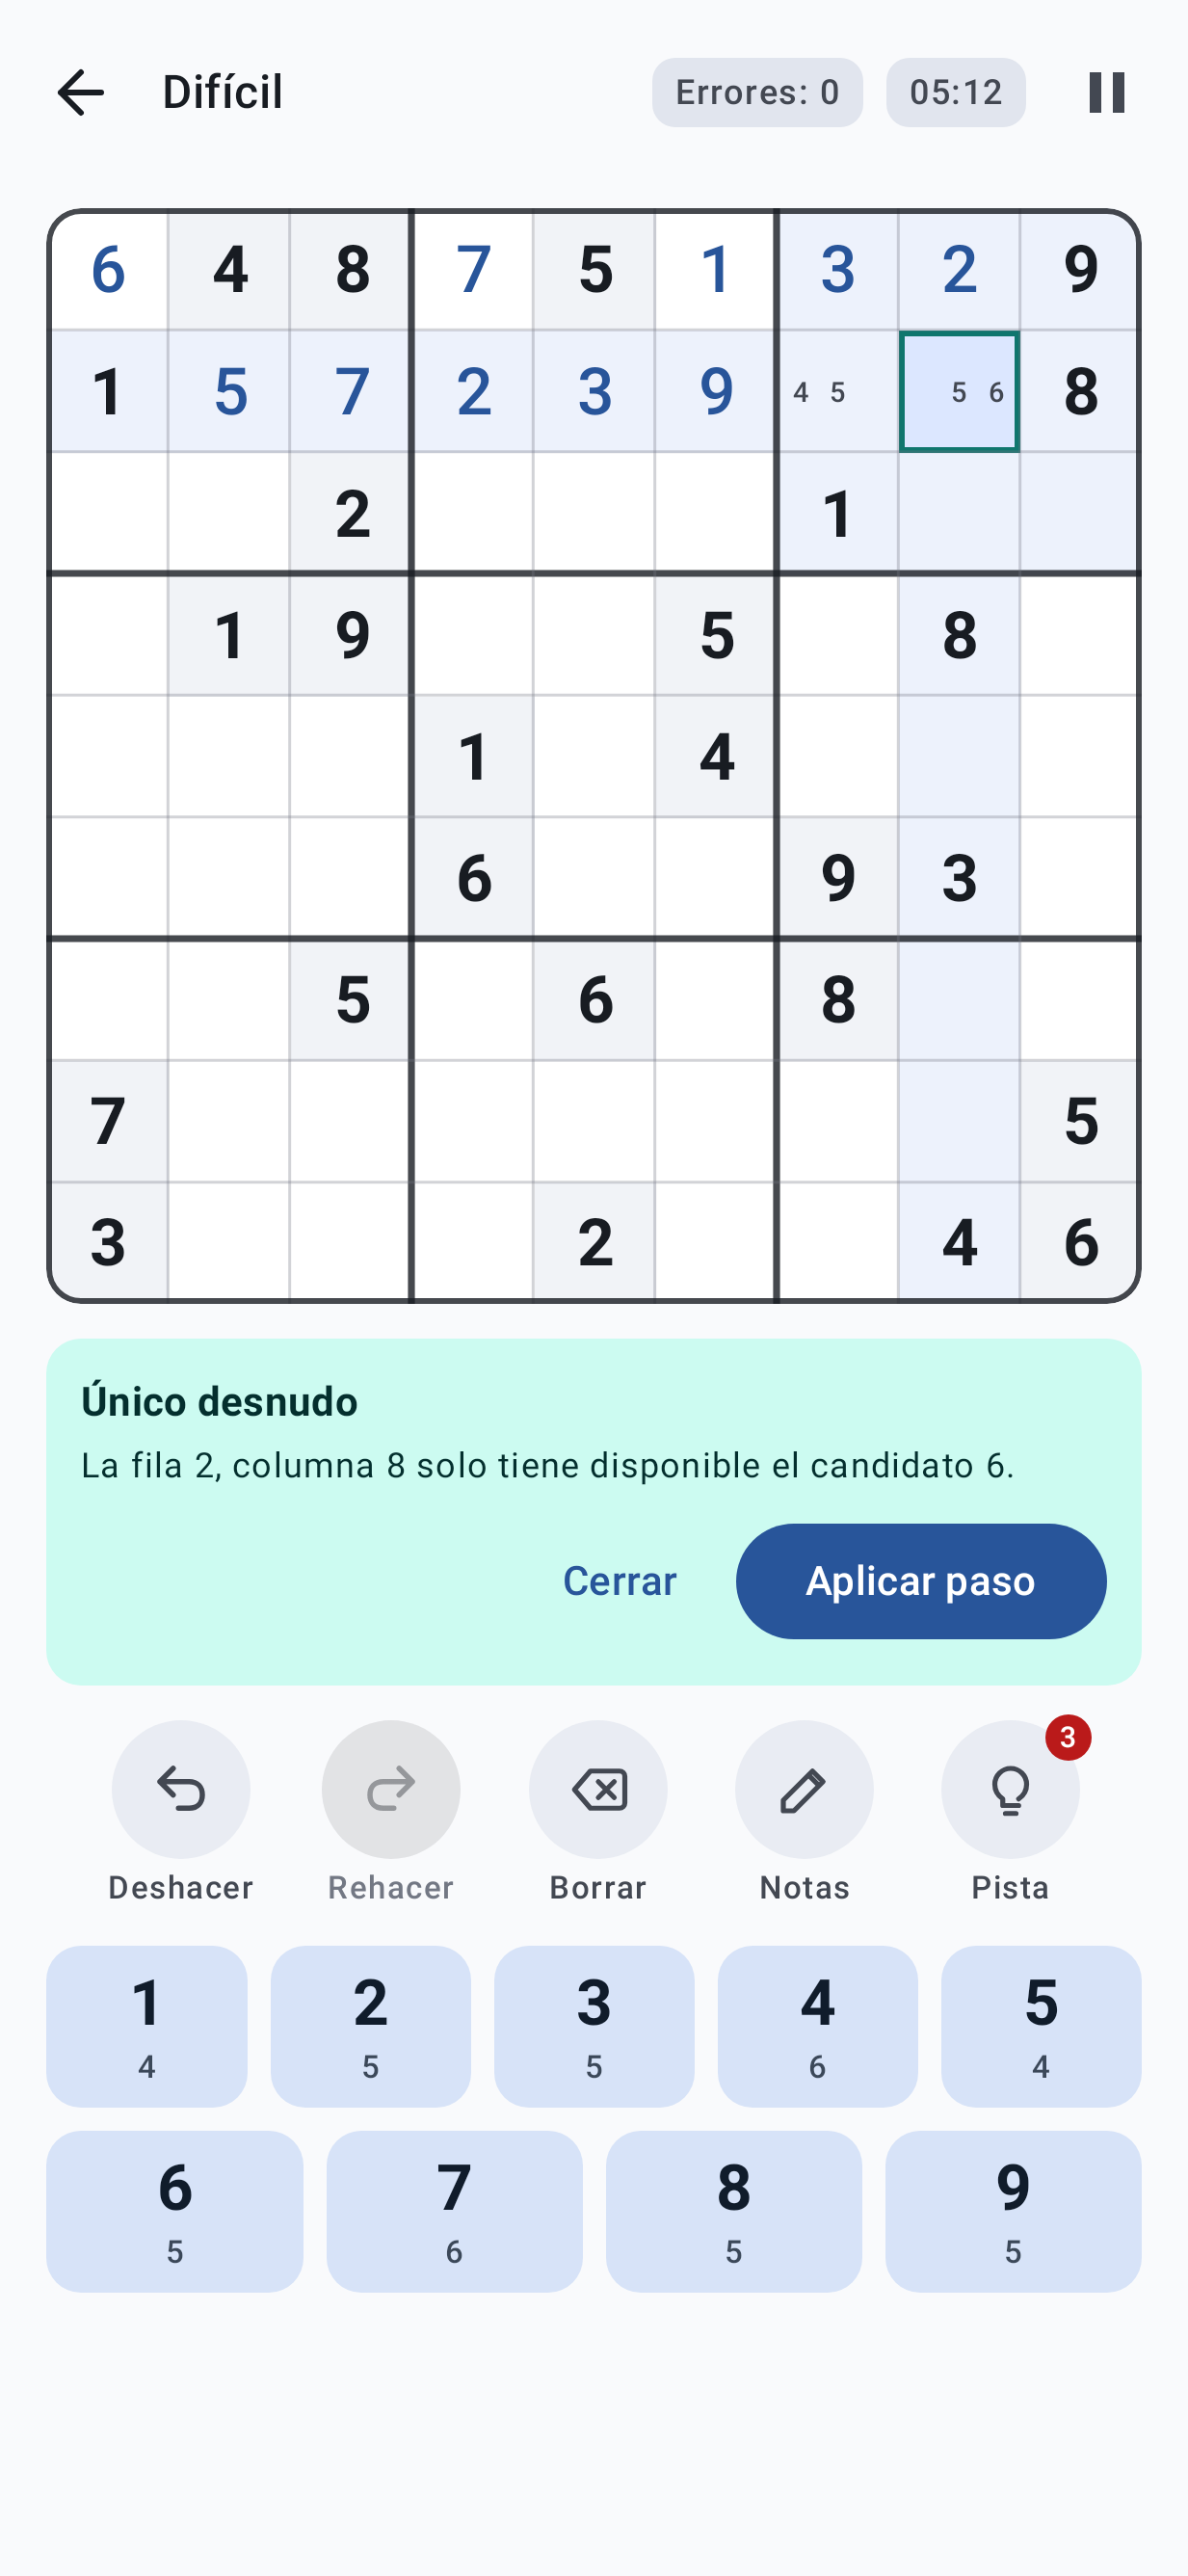 Difícil Errores: 0 05:12
6 4 8 7 5 1 3 2 9
1 5 7 2 3 9 4 5 5 6 8
2 1
1 9 5 8
1 4
6 9 3
5 6 8
7 5
3 2 4 6
Único desnudo
La fila 2, columna 8 solo tiene disponible el candidato 6.
Cerrar Aplicar paso
3
Deshacer Rehacer Borrar Notas Pista
1 2 3 4 5
4 5 5 6 4
6 7 8 9
5 6 5 5